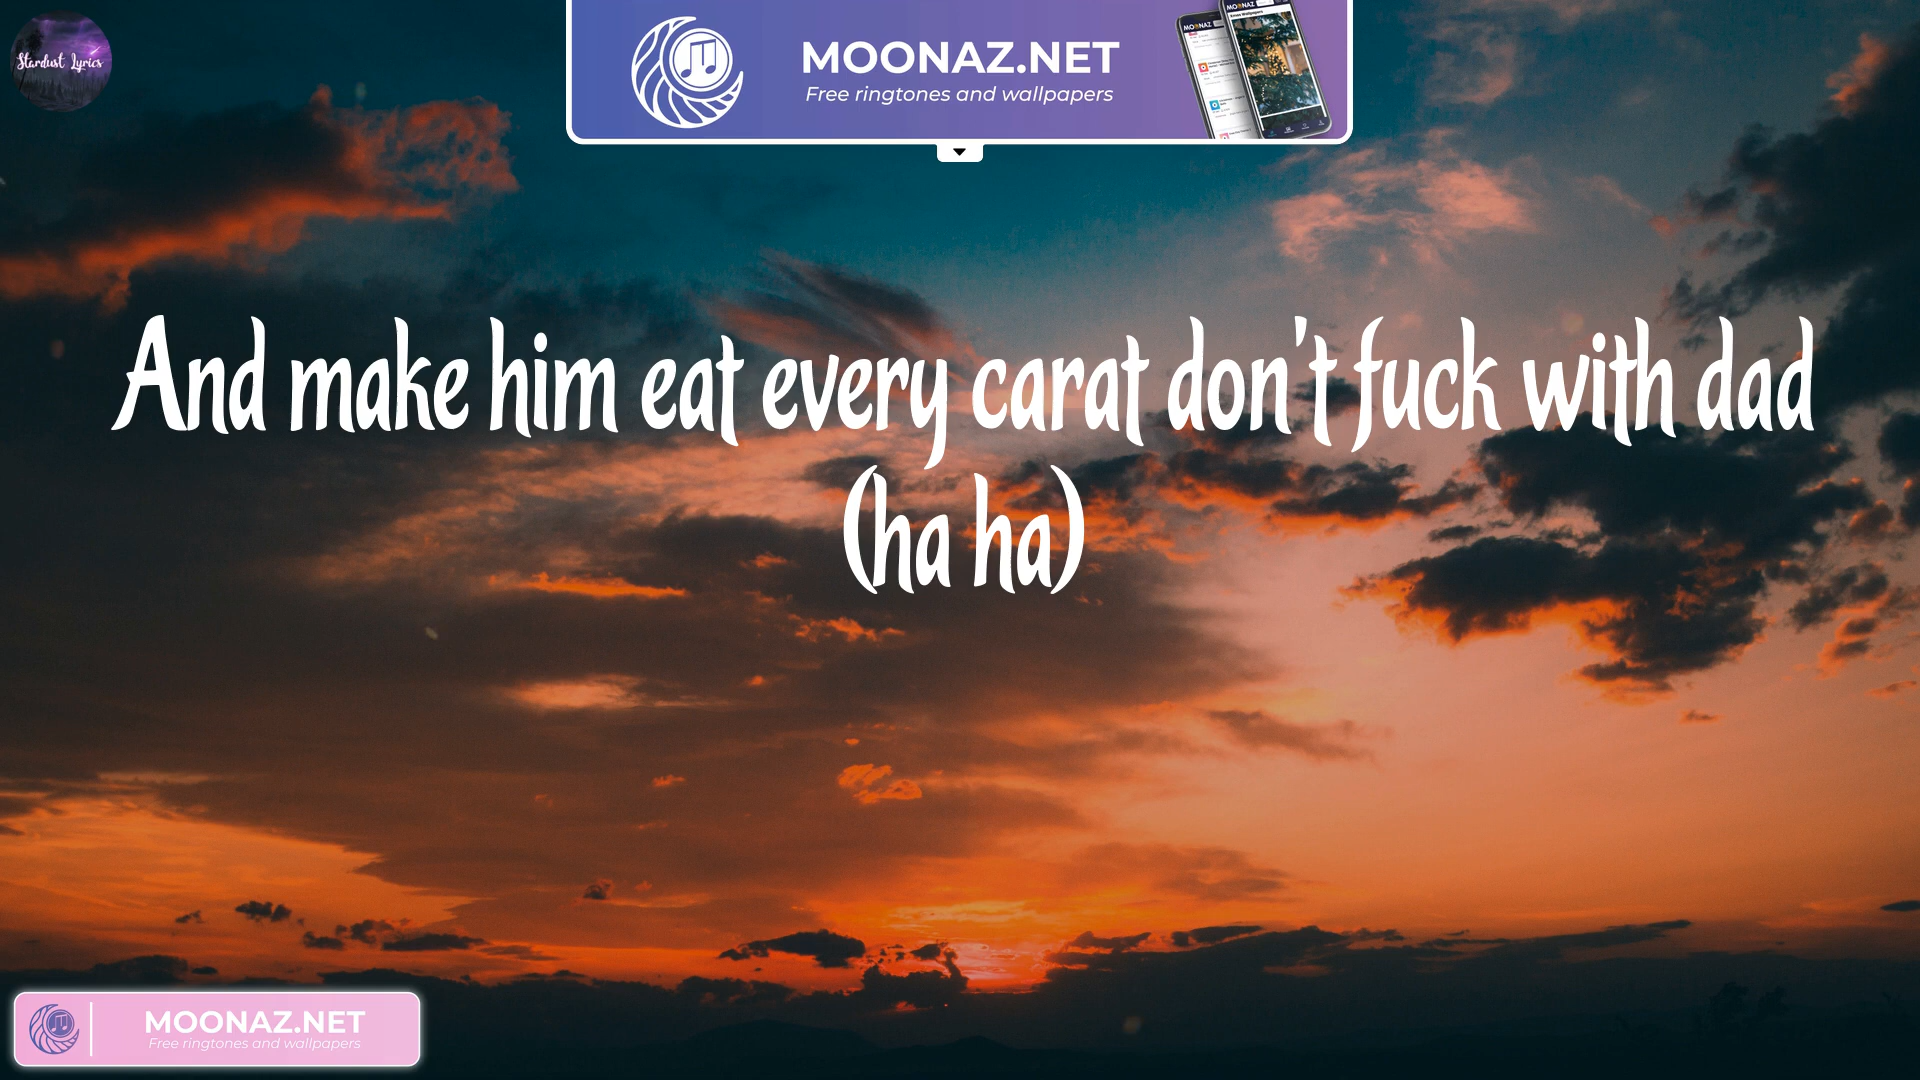 Stardust Lyrics
MOONAZ.NET
Free ringtones and wallpapers
And make him eat every carat don't fuck with dad
(ha ha)
MOONAZ.NET
Free ringtones and wallpapers